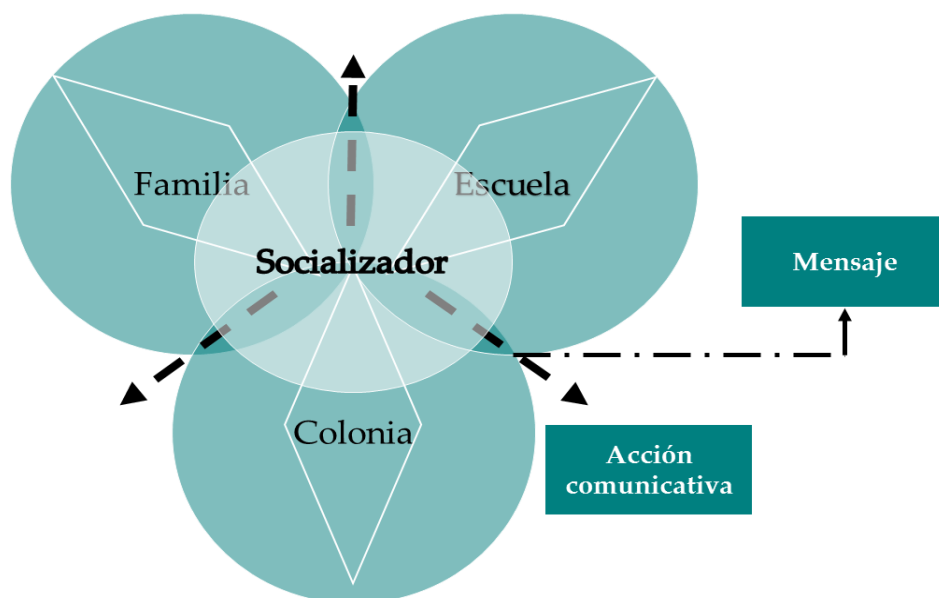 Familia
Escuela
Socializador
Mensaje
Colonia
Acción
comunicativa